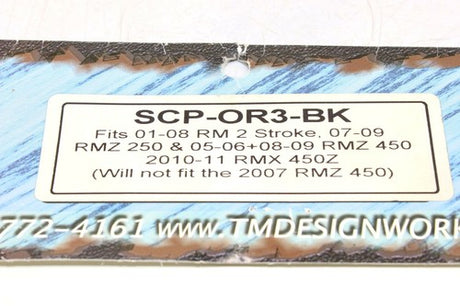 SCP-OR3-BK
Fits 01-08 RM 2 Stroke, 07-09
RMZ 250 & 05-06+08-09 RMZ 450
2010-11 RMX 450Z
(Will not fit the 2007 RMZ 450)
772-4161 www.TMDESIGNWORK